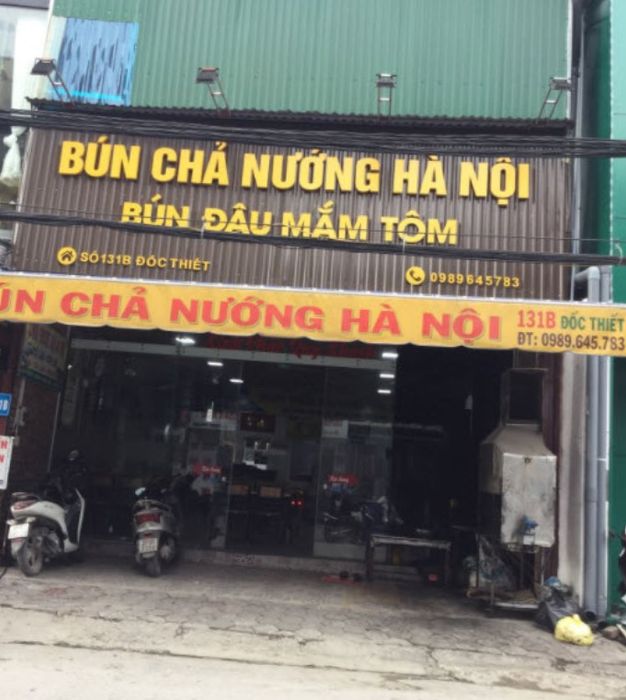 BÚN CHẢ NƯỚNG HÀ NỘI
BÚN ĐẬU MẮM TÔM
SỐ 131B ĐỐC THIẾT
0989645783
ÚN CHẢ NƯỚNG HÀ NỘI
131B ĐỐC THIẾT
ĐT: 0989.645.783